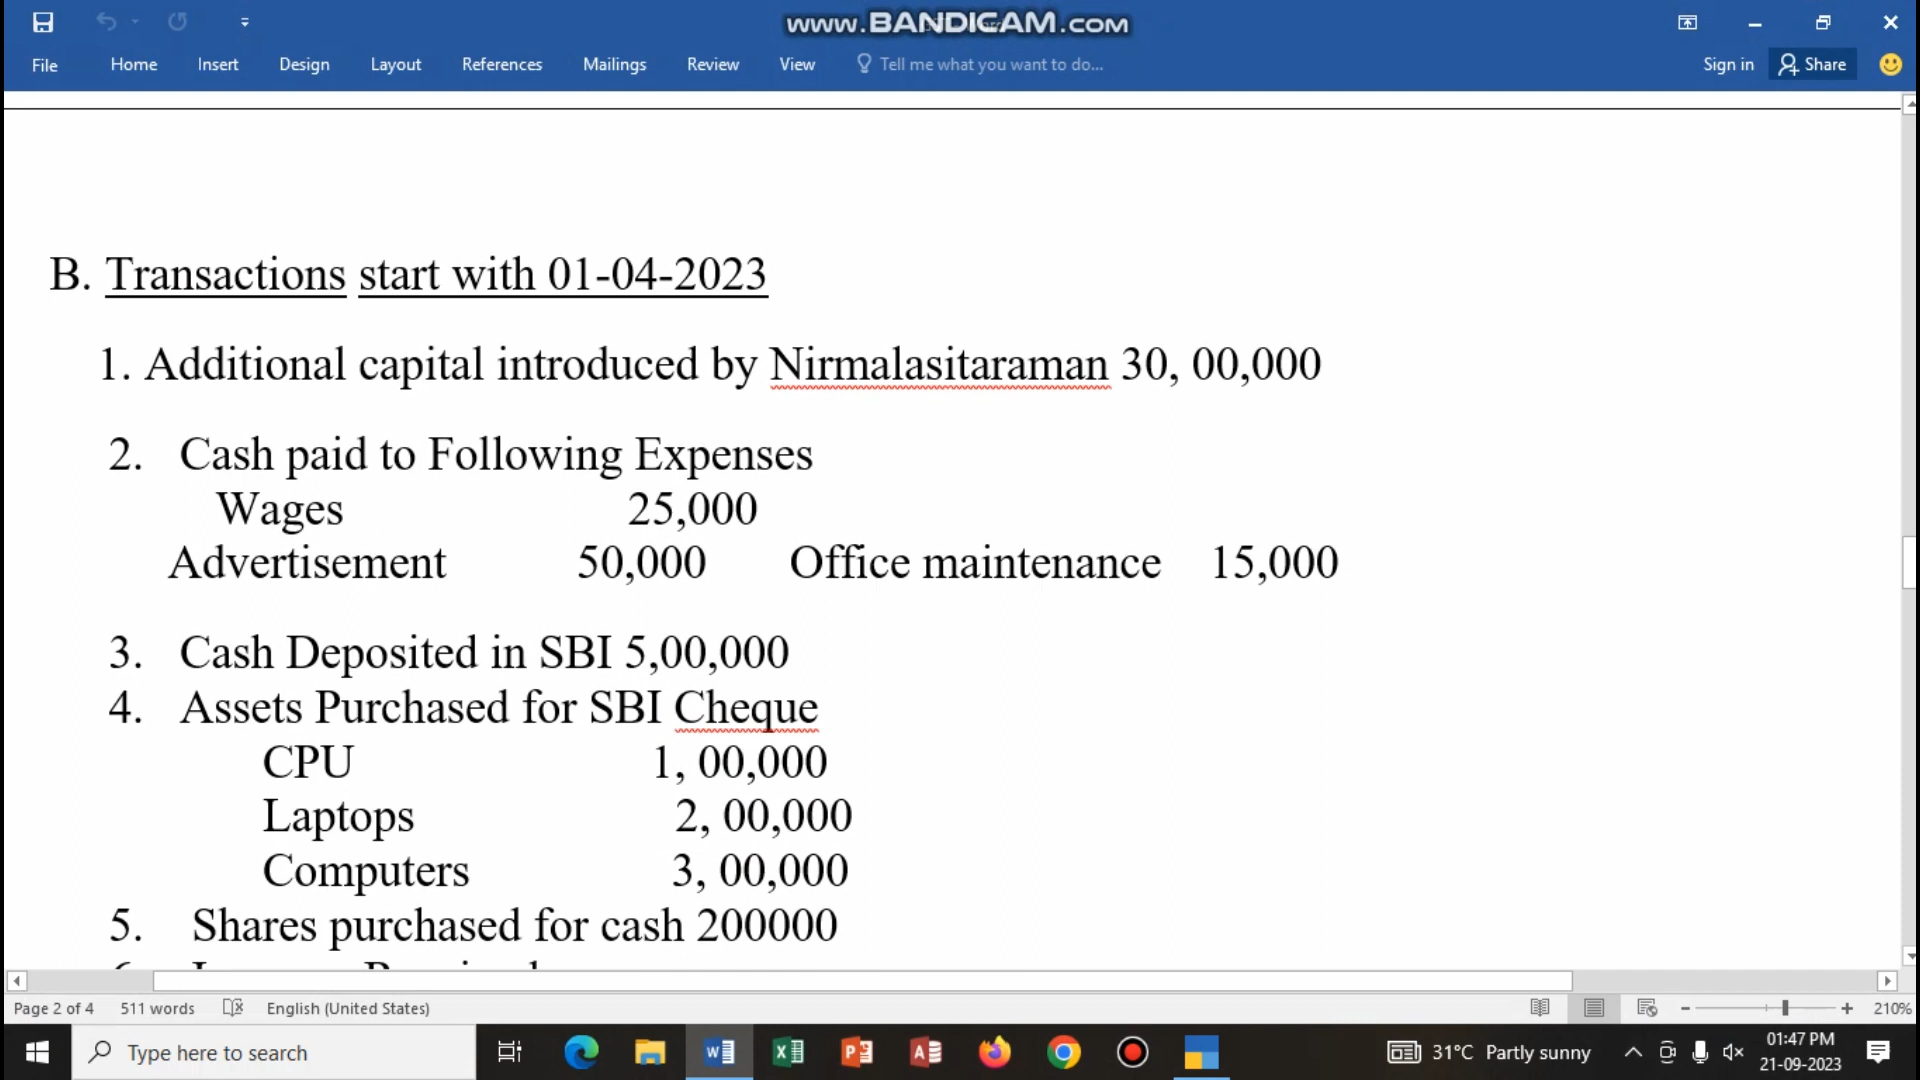 www.BANDICAM.com
File Home Insert Design Layout References Mailings Review View Tell me what you want to do... Sign in Share
B. Transactions start with 01-04-2023
1. Additional capital introduced by Nirmalasitaraman 30, 00,000
2. Cash paid to Following Expenses
Wages 25,000
Advertisement 50,000 Office maintenance 15,000
3. Cash Deposited in SBI 5,00,000
4. Assets Purchased for SBI Cheque
CPU 1, 00,000
Laptops 2, 00,000
Computers 3, 00,000
5. Shares purchased for cash 200000
Page 2 of 4 511 words English (United States) 210%
Type here to search 31°C Partly sunny 01:47 PM
21-09-2023